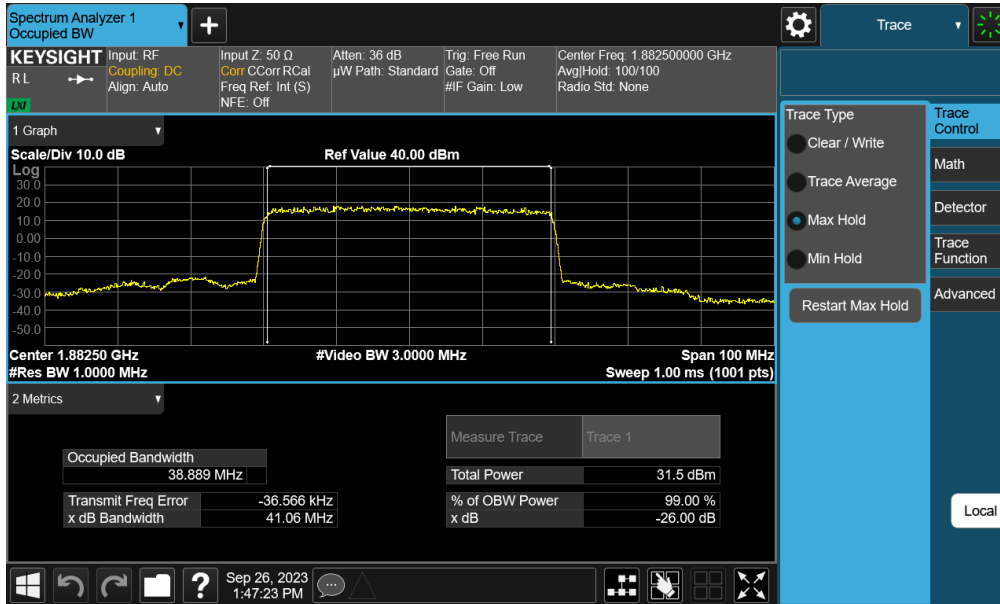 Spectrum Analyzer 1
Occupied BW
▼
+
Trace
▼
KEYSIGHT
R L
LXI
Input: RF
Coupling: DC
Align: Auto
Input Z: 50 Ω
Corr CCorr RCal
Freq Ref: Int (S)
NFE: Off
Atten: 36 dB
µW Path: Standard
Trig: Free Run
Gate: Off
#IF Gain: Low
Center Freq: 1.882500000 GHz
Avg|Hold: 100/100
Radio Std: None
1 Graph ▼
Scale/Div 10.0 dB
Ref Value 40.00 dBm
Log
30.0
20.0
10.0
0.00
-10.0
-20.0
-30.0
-40.0
-50.0
Center 1.88250 GHz
#Video BW 3.0000 MHz
Span 100 MHz
#Res BW 1.0000 MHz
Sweep 1.00 ms (1001 pts)
2 Metrics ▼
Measure Trace Trace 1
Occupied Bandwidth
38.889 MHz
Total Power 31.5 dBm
Transmit Freq Error -36.566 kHz
% of OBW Power 99.00 %
x dB Bandwidth 41.06 MHz
x dB -26.00 dB
Trace Type
Clear / Write
Trace Average
Max Hold
Min Hold
Restart Max Hold
Trace
Control
Math
Detector
Trace
Function
Advanced
Local
?
Sep 26, 2023
1:47:23 PM